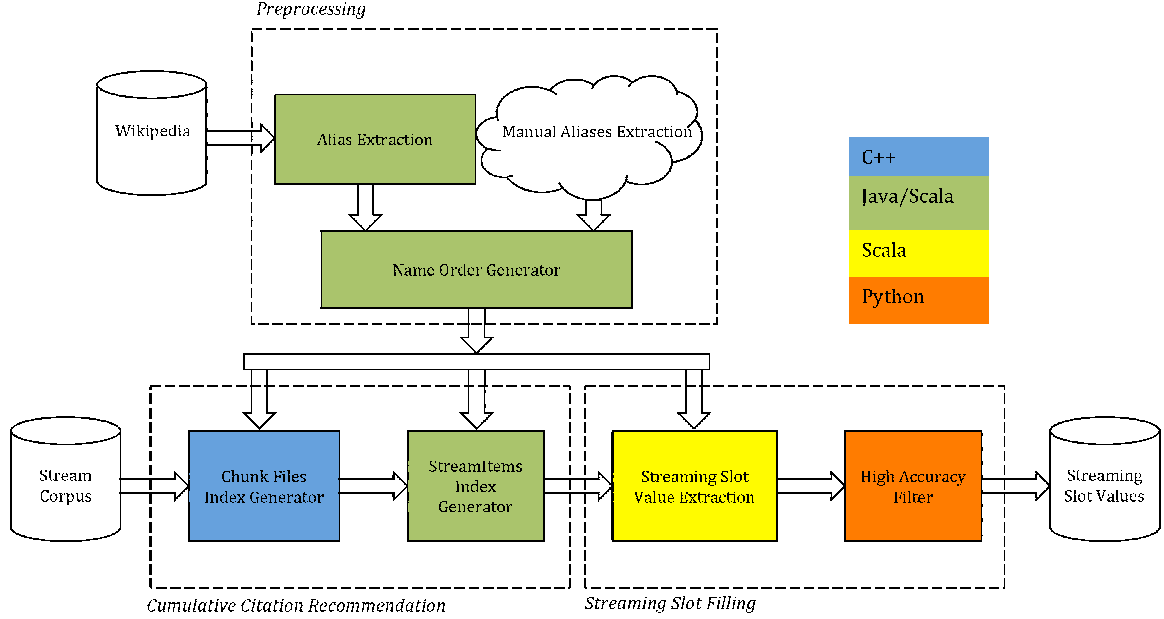 Preprocessing
Wikipedia
Alias Extraction
Manual Aliases Extraction
Name Order Generator
C++
Java/Scala
Scala
Python
Stream
Corpus
Chunk Files
Index Generator
StreamItems
Index
Generator
Streaming Slot
Value Extraction
High Accuracy
Filter
Streaming
Slot Values
Cumulative Citation Recommendation
Streaming Slot Filling